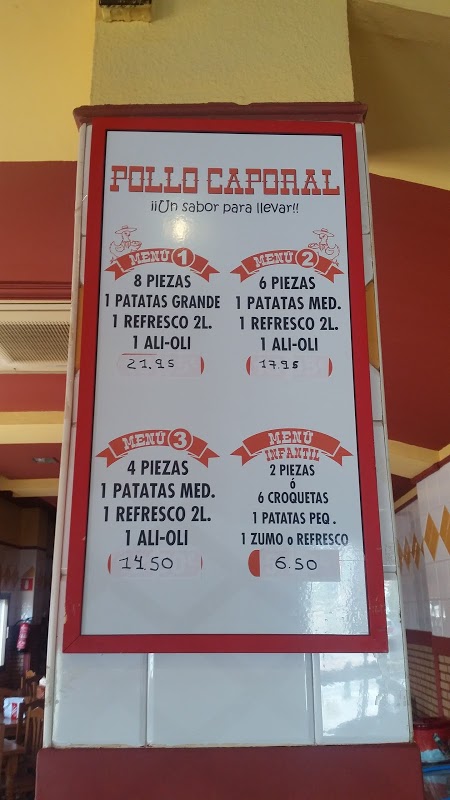 POLLO CAPORAL
¡¡Un sabor para llevar!!
MENÚ 1
8 PIEZAS
1 PATATAS GRANDE
1 REFRESCO 2L.
1 ALI-OLI
21.95
MENÚ 2
6 PIEZAS
1 PATATAS MED.
1 REFRESCO 2L.
1 ALI-OLI
17.95
MENÚ 3
4 PIEZAS
1 PATATAS MED.
1 REFRESCO 2L.
1 ALI-OLI
14.50
MENÚ
INFANTIL
2 PIEZAS
ó
6 CROQUETAS
1 PATATAS PEQ.
1 ZUMO o REFRESCO
6.50